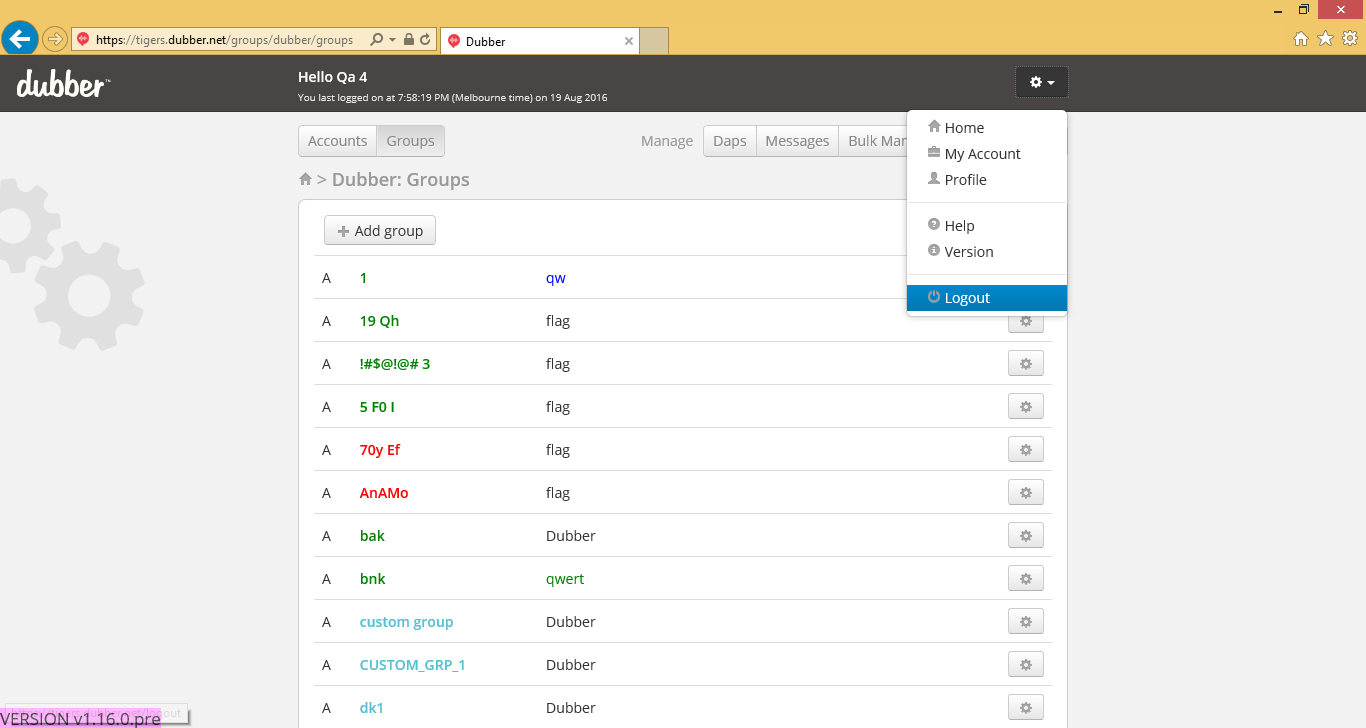 https://tigers.dubber.net/groups/dubber/groups
Dubber
dubber™
Hello Qa 4
You last logged on at 7:58:19 PM (Melbourne time) on 19 Aug 2016
Accounts Groups Manage Daps Messages Bulk Mar
Home
My Account
Profile
Help
Version
Logout
> Dubber: Groups
Add group
A 1 qw
A 19 Qh flag
A !#$@!@# 3 flag
A 5 F0 I flag
A 70y Ef flag
A AnAMo flag
A bak Dubber
A bnk qwert
A custom group Dubber
A CUSTOM_GRP_1 Dubber
A dk1 Dubber
VERSION v1.16.0.pre